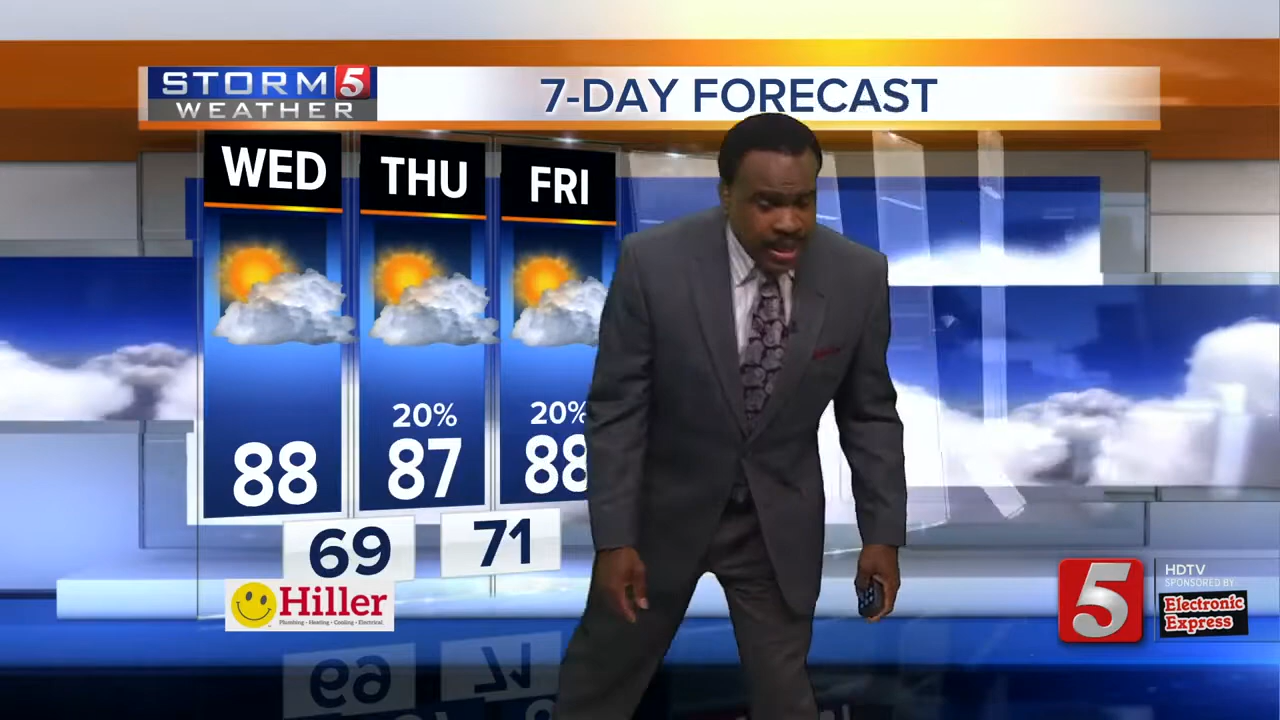 STORM 5
WEATHER
7-DAY FORECAST
WED
THU
FRI
20%
20%
88
87
88
69
71
Hiller
Plumbing - Heating - Cooling - Electrical
5
HDTV
SPONSORED BY
Electronic
Express